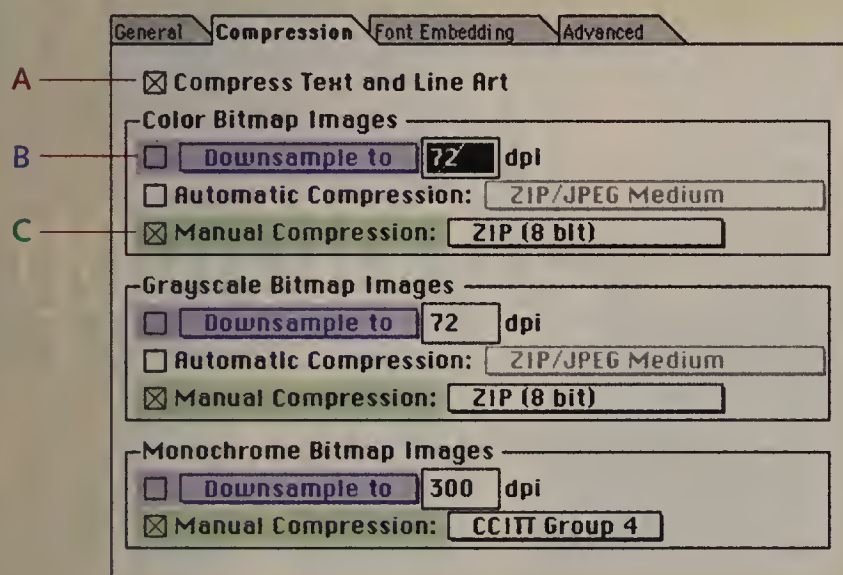 General Compression Font Embedding Advanced
A Compress Text and Line Art
Color Bitmap Images
B Downsample to 72 dpi
Automatic Compression: ZIP/JPEG Medium
C Manual Compression: ZIP (8 bit)
Grayscale Bitmap Images
Downsample to 72 dpi
Automatic Compression: ZIP/JPEG Medium
Manual Compression: ZIP (8 bit)
Monochrome Bitmap Images
Downsample to 300 dpi
Manual Compression: CCITT Group 4